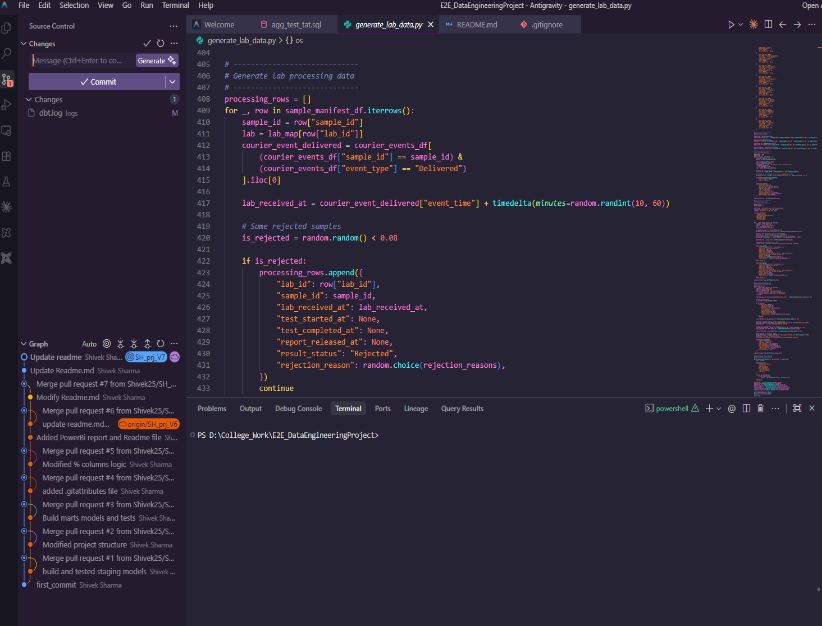 File Edit Selection View Go Run Terminal Help E2E_DataEngineeringProject - Antigravity - generate_lab_data.py Open
Source Control
Welcome agg_test_tat.sql generate_lab_data.py README.md .gitignore
generate_lab_data.py > {} os
Changes
Message (Ctrl+Enter to co... Generate
Commit
Changes 1
dbt.log logs M
404
405 # -----------------------------
406 # Generate lab processing data
407 # -----------------------------
408 processing_rows = []
409 for _, row in sample_manifest_df.iterrows():
410 sample_id = row["sample_id"]
411 lab = lab_map[row["lab_id"]]
412 courier_event_delivered = courier_events_df[
413 (courier_events_df["sample_id"] == sample_id) &
414 (courier_events_df["event_type"] == "Delivered")
415 ].iloc[0]
416
417 lab_received_at = courier_event_delivered["event_time"] + timedelta(minutes=random.randint(10, 60))
418
419 # Some rejected samples
420 is_rejected = random.random() < 0.08
421
422 if is_rejected:
423 processing_rows.append({
424 "lab_id": row["lab_id"],
425 "sample_id": sample_id,
426 "lab_received_at": lab_received_at,
427 "test_started_at": None,
428 "test_completed_at": None,
429 "report_released_at": None,
430 "result_status": "Rejected",
431 "rejection_reason": random.choice(rejection_reasons),
432 })
433 continue
Graph Auto
Update readme Shivek Sha... SH_prj_V7
Update Readme.md Shivek Sharma
Merge pull request #7 from Shivek25/SH_...
Modify Readme.md Shivek Sharma
Merge pull request #6 from Shivek25/S...
update readme.md... origin/SH_prj_V6
Added PowerBi report and Readme file Sh...
Merge pull request #5 from Shivek25/S...
Modified % columns logic Shivek Sharma
Merge pull request #4 from Shivek25/S...
added .gitattributes file Shivek Sharma
Merge pull request #3 from Shivek25/S...
Build marts models and tests Shivek Sha...
Merge pull request #2 from Shivek25/S...
Modified project structure Shivek Sharma
Merge pull request #1 from Shivek25/S...
build and tested staging models Shivek ...
first_commit Shivek Sharma
Problems Output Debug Console Terminal Ports Lineage Query Results powershell
PS D:\College_Work\E2E_DataEngineeringProject>